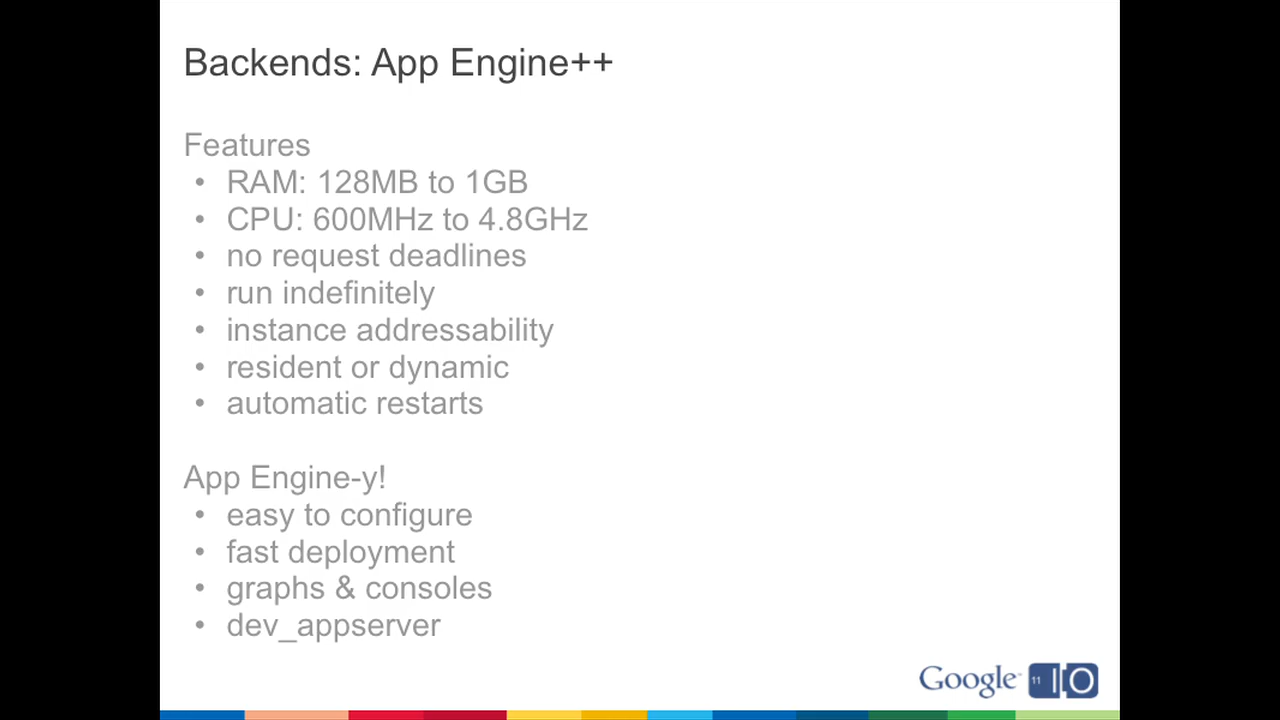 Backends: App Engine++
Features
• RAM: 128MB to 1GB
• CPU: 600MHz to 4.8GHz
• no request deadlines
• run indefinitely
• instance addressability
• resident or dynamic
• automatic restarts
App Engine-y!
• easy to configure
• fast deployment
• graphs & consoles
• dev_appserver
Google 11 IO